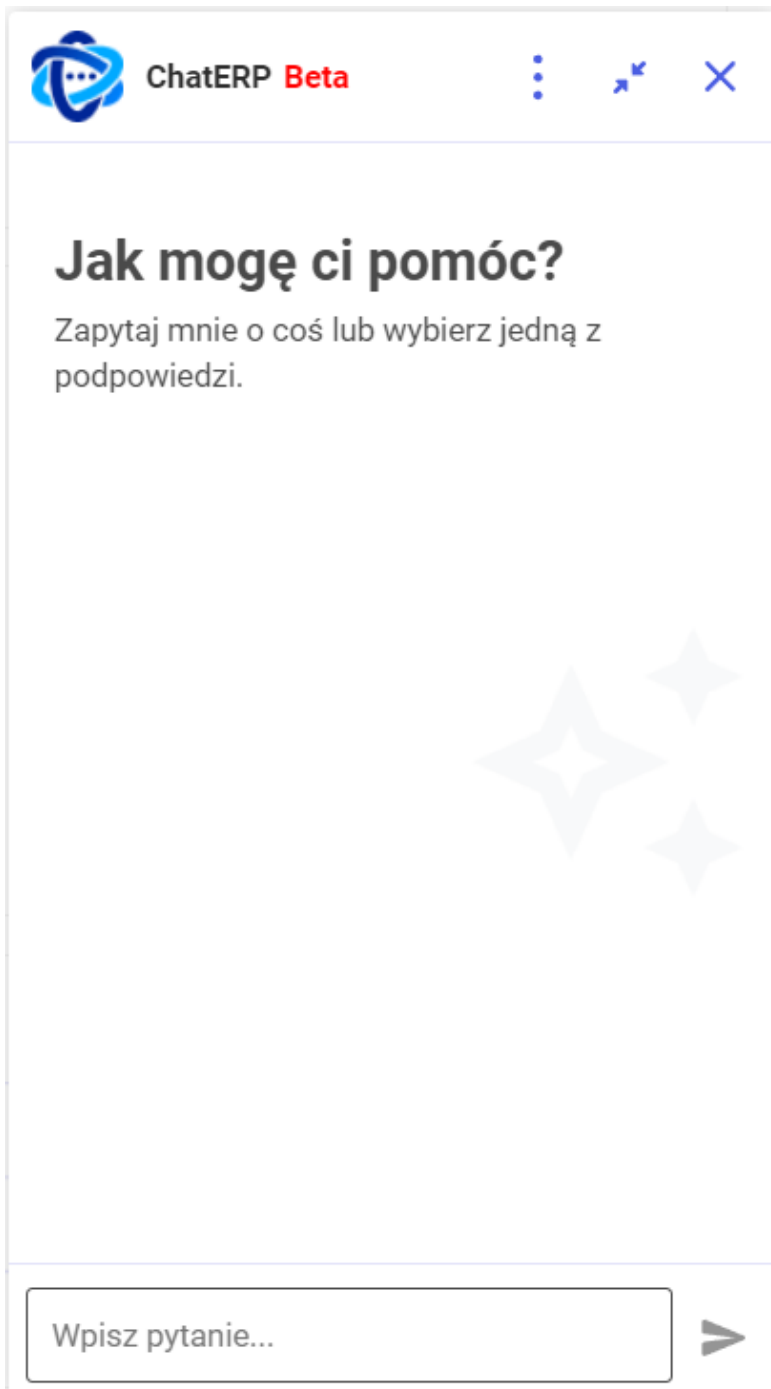 ChatERP Beta
Jak mogę ci pomóc?
Zapytaj mnie o coś lub wybierz jedną z
podpowiedzi.
Wpisz pytanie...